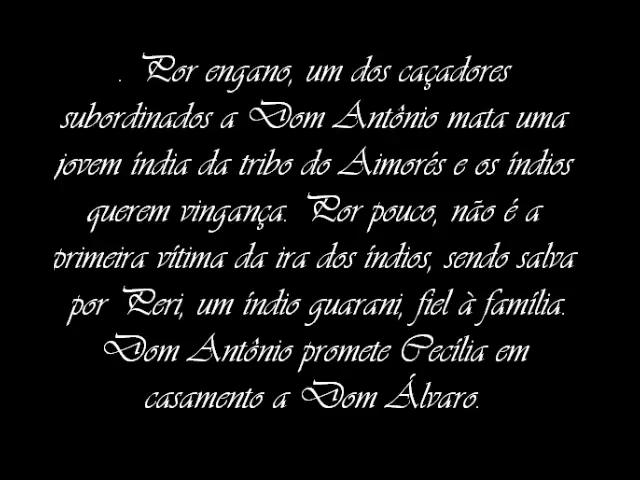 . Por engano, um dos caçadores
subordinados a Dom Antônio mata uma
jovem índia da tribo do Aimorés e os índios
querem vingança. Por pouco, não é a
primeira vítima da ira dos índios, sendo salva
por Peri, um índio guarani, fiel à família.
Dom Antônio promete Cecília em
casamento a Dom Álvaro.